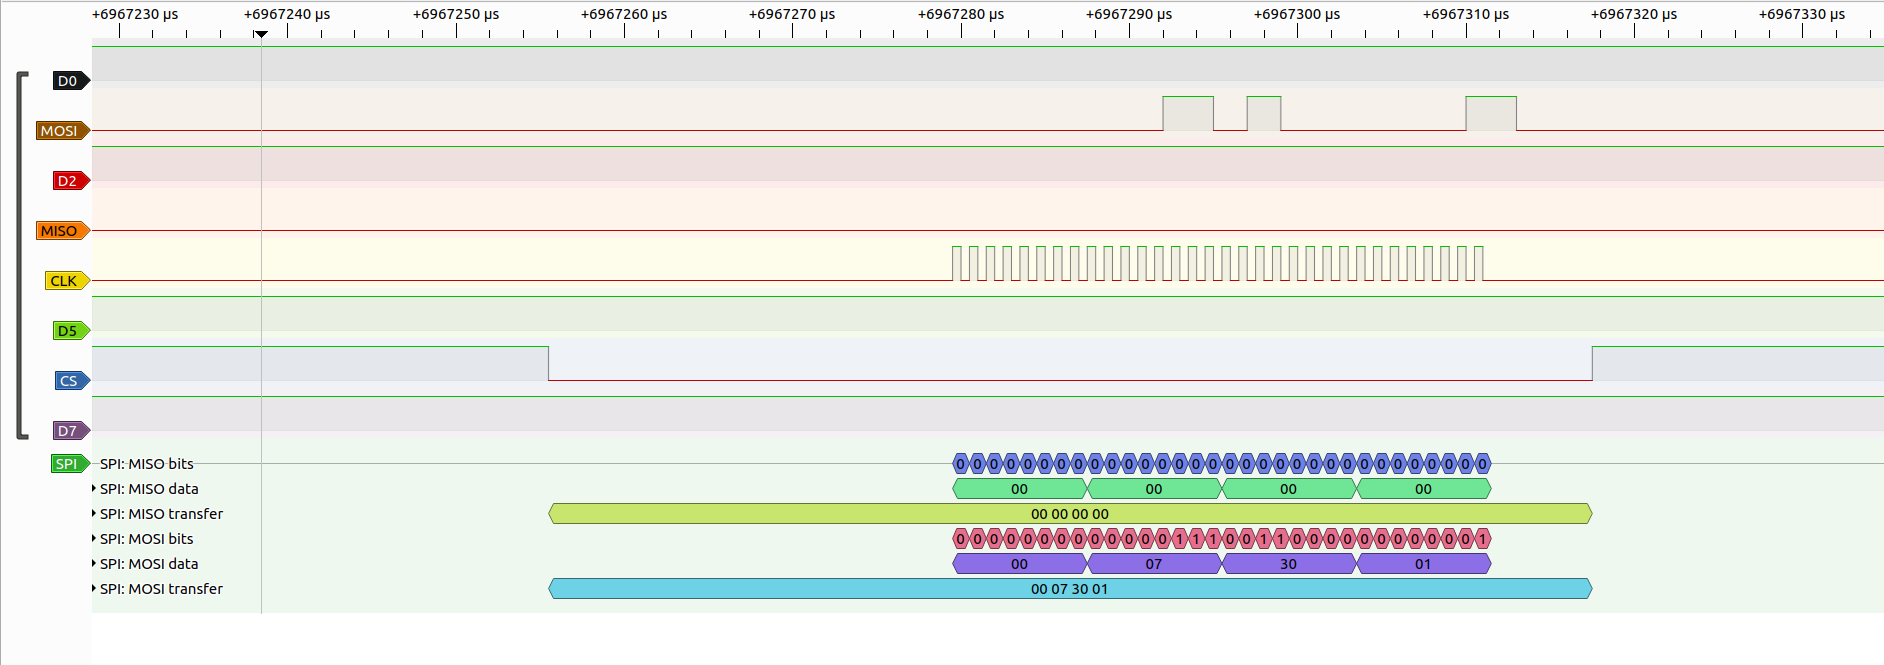 +6967230 µs +6967240 µs +6967250 µs +6967260 µs +6967270 µs +6967280 µs +6967290 µs +6967300 µs +6967310 µs +6967320 µs +6967330 µs
D0
MOSI
D2
MISO
CLK
D5
CS
D7
SPI SPI: MISO bits 0 0 0 0 0 0 0 0 0 0 0 0 0 0 0 0 0 0 0 0 0 0 0 0 0 0 0 0 0 0 0 0
SPI: MISO data 00 00 00 00
SPI: MISO transfer 00 00 00 00
SPI: MOSI bits 0 0 0 0 0 0 0 0 0 0 0 0 0 1 1 1 0 0 1 1 0 0 0 0 0 0 0 0 0 0 0 1
SPI: MOSI data 00 07 30 01
SPI: MOSI transfer 00 07 30 01